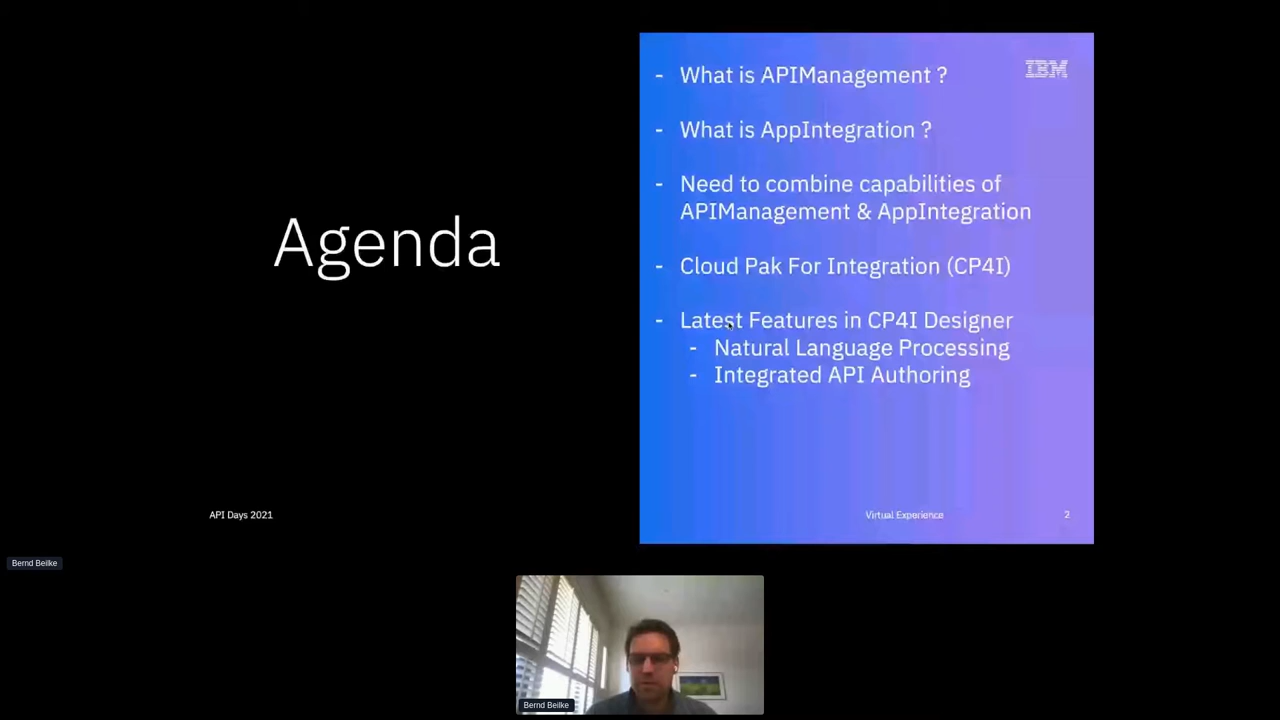 Agenda
API Days 2021
IBM
- What is APIManagement ?
- What is AppIntegration ?
- Need to combine capabilities of
APIManagement & AppIntegration
- Cloud Pak For Integration (CP4I)
- Latest Features in CP4I Designer
- Natural Language Processing
- Integrated API Authoring
Virtual Experience
2
Bernd Beilke
Bernd Beilke